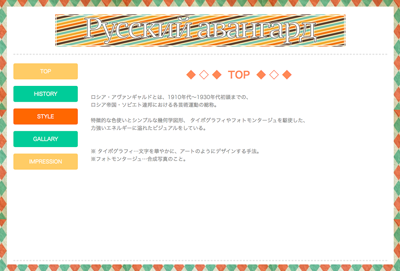 Русский авангард
TOP
HISTORY
STYLE
GALLARY
IMPRESSION
◆ ◇ ◆ TOP ◆ ◇ ◆
ロシア・アヴァンギャルドとは、1910年代〜1930年代初頭までの、
ロシア帝国・ソビエト連邦における各芸術運動の総称。
特徴的な色使いとシンプルな幾何学図形、 タイポグラフィやフォトモンタージュを駆使した、
力強いエネルギーに溢れたビジュアルをしている。
※ タイポグラフィ…文字を華やかに、アートのようにデザインする手法。
※フォトモンタージュ…合成写真のこと。